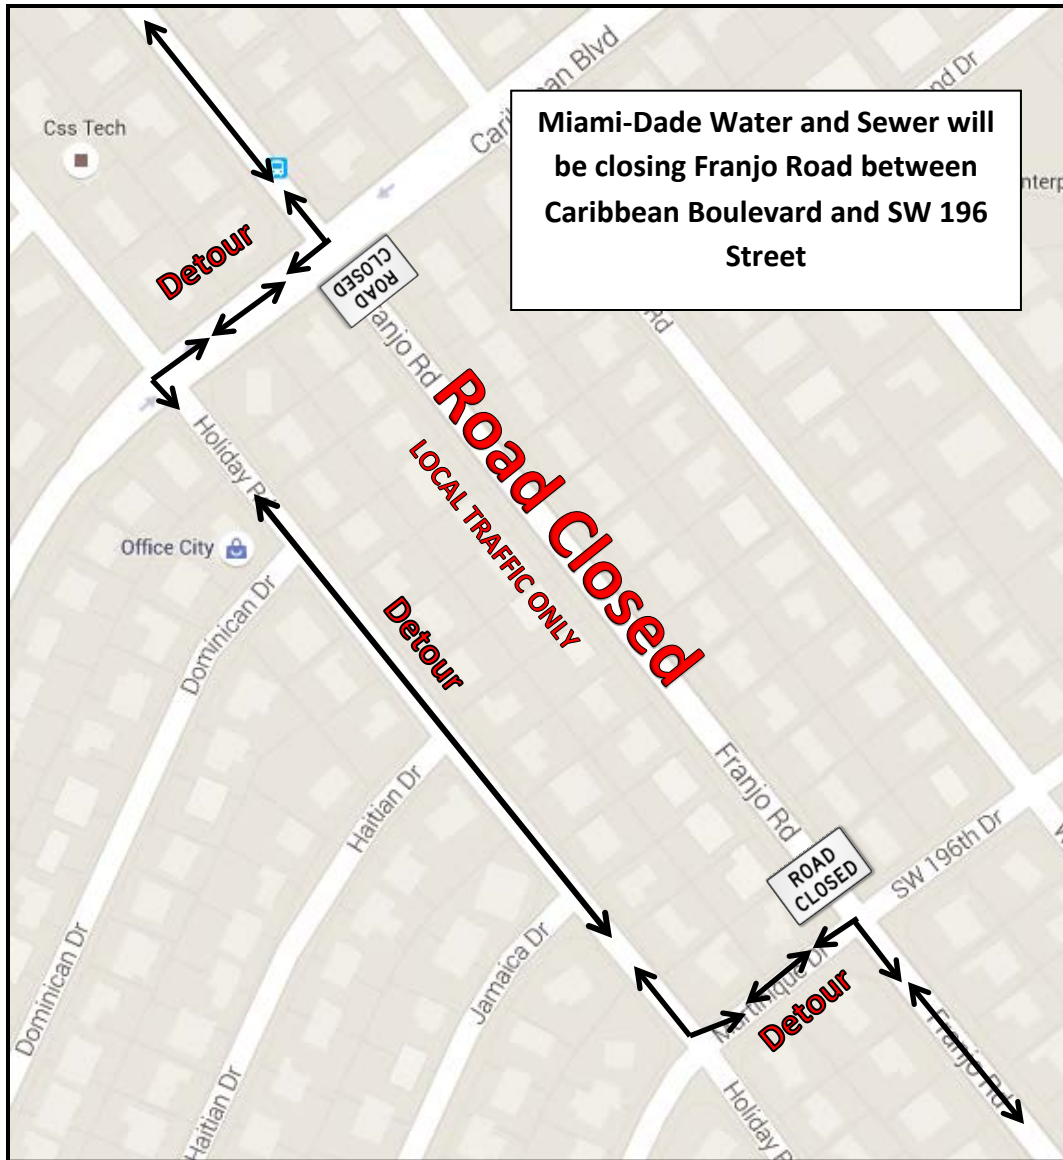 Css Tech
Miami-Dade Water and Sewer will
be closing Franjo Road between
Caribbean Boulevard and SW 196
Street
Detour
ROAD
CLOSED
Road Closed
LOCAL TRAFFIC ONLY
Office City
Dominican Dr
Detour
Haitian Dr
Franjo Rd
ROAD
CLOSED
SW 196th Dr
Jamaica Dr
Dominican Dr
Detour
Franjo Rd
Haitian Dr